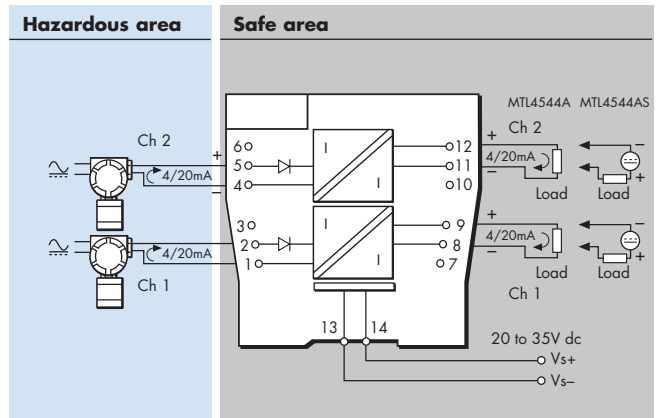 Hazardous area
Safe area
MTL4544A MTL4544AS
Ch 2
Ch 2
+
6
5
4
–
4/20mA
I
I
12
11
10
+
4/20mA
–
Load
–
+
Load
3
2
1
4/20mA
Ch 1
I
I
9
8
7
+
4/20mA
–
Load
–
+
Load
Ch 1
13 14
20 to 35V dc
Vs+
Vs–